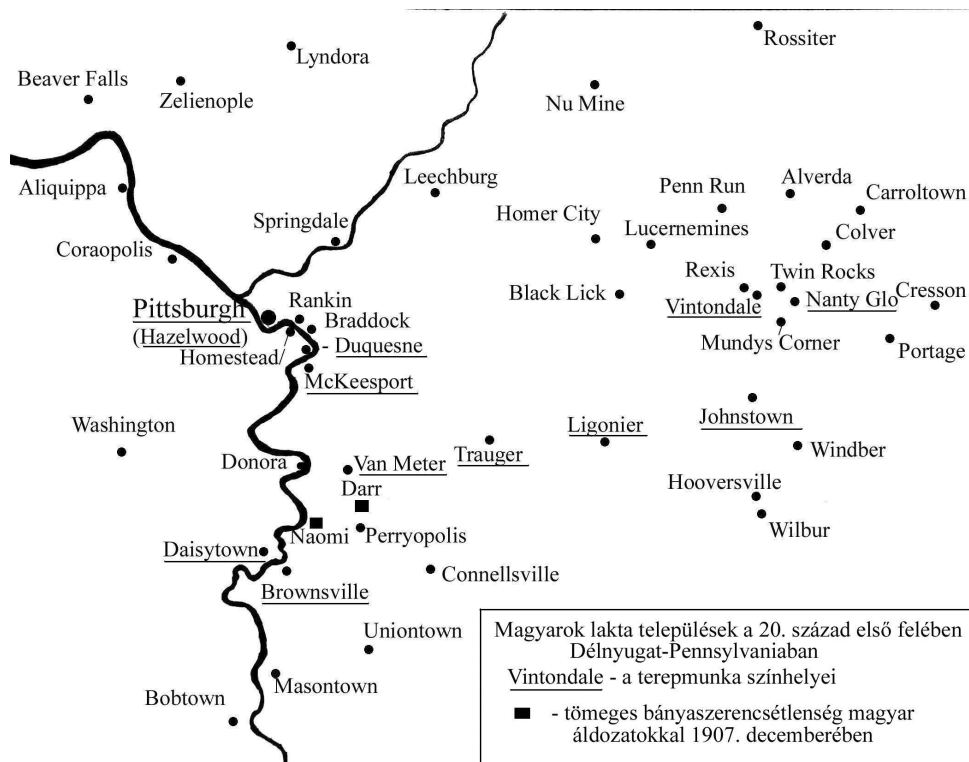 Rossiter
Lyndora
Beaver Falls
Zelienople
Nu Mine
Leechburg
Aliquippa
Penn Run
Alverda
Carroltown
Homer City
Springdale
Lucernemines
Colver
Coraopolis
Rexis
Twin Rocks
Black Lick
Vintondale
Nanty Glo
Cresson
Pittsburgh
Rankin
(Hazelwood)
Braddock
Homestead
- Duquesne
Mundys Corner
Portage
McKeesport
Washington
Ligonier
Johnstown
Trauger
Windber
Donora
Van Meter
Darr
Hooversville
Naomi
Perryopolis
Wilbur
Daisytown
Brownsville
Connellsville
Uniontown
Masontown
Bobtown
Magyarok lakta települések a 20. század első felében
Délnyugat-Pennsylvaniaban
Vintondale - a terepmunka színhelyei
- tömeges bányaszerencsétlenség magyar
áldozatokkal 1907. decemberében